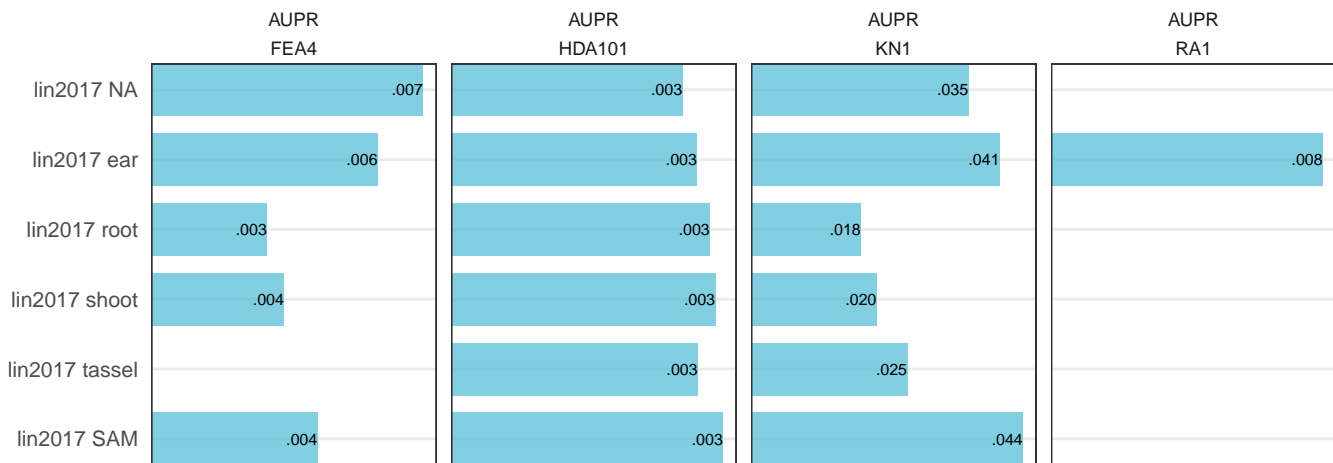 AUPR AUPR AUPR AUPR
FEA4 HDA101 KN1 RA1
lin2017 NA .007 .003 .035
lin2017 ear .006 .003 .041 .008
lin2017 root .003 .003 .018
lin2017 shoot .004 .003 .020
lin2017 tassel .003 .025
lin2017 SAM .004 .003 .044